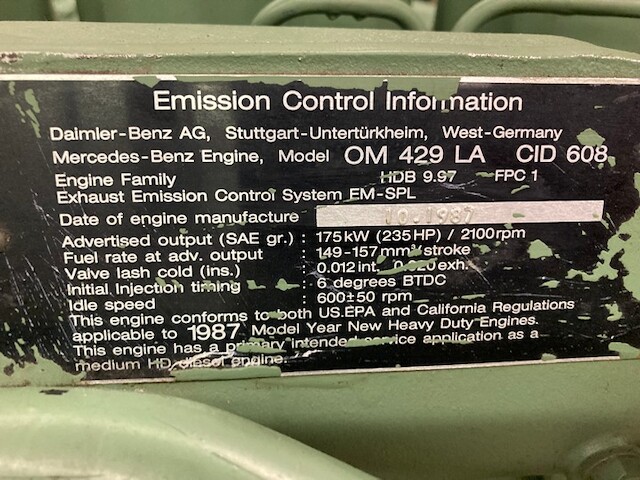 Emission Control Information
Daimler-Benz AG, Stuttgart-Untertürkheim, West-Germany
Mercedes-Benz Engine, Model OM 429 LA CID 608
Engine Family HDB 9.97 FPC 1
Exhaust Emission Control System EM-SPL
Date of engine manufacture 10.1987
Advertised output (SAE gr.) : 175 kW (235 HP) / 2100 rpm
Fuel rate at adv. output : 149-157 mm³/stroke
Valve lash cold (ins.) : 0.012 int. 0.020 exh.
Initial Injection timing : 6 degrees BTDC
Idle speed : 600±50 rpm
This engine conforms to both US.EPA and California Regulations
applicable to 1987 Model Year New Heavy Duty Engines.
This engine has a primary intended service application as a
medium HD diesel engine.